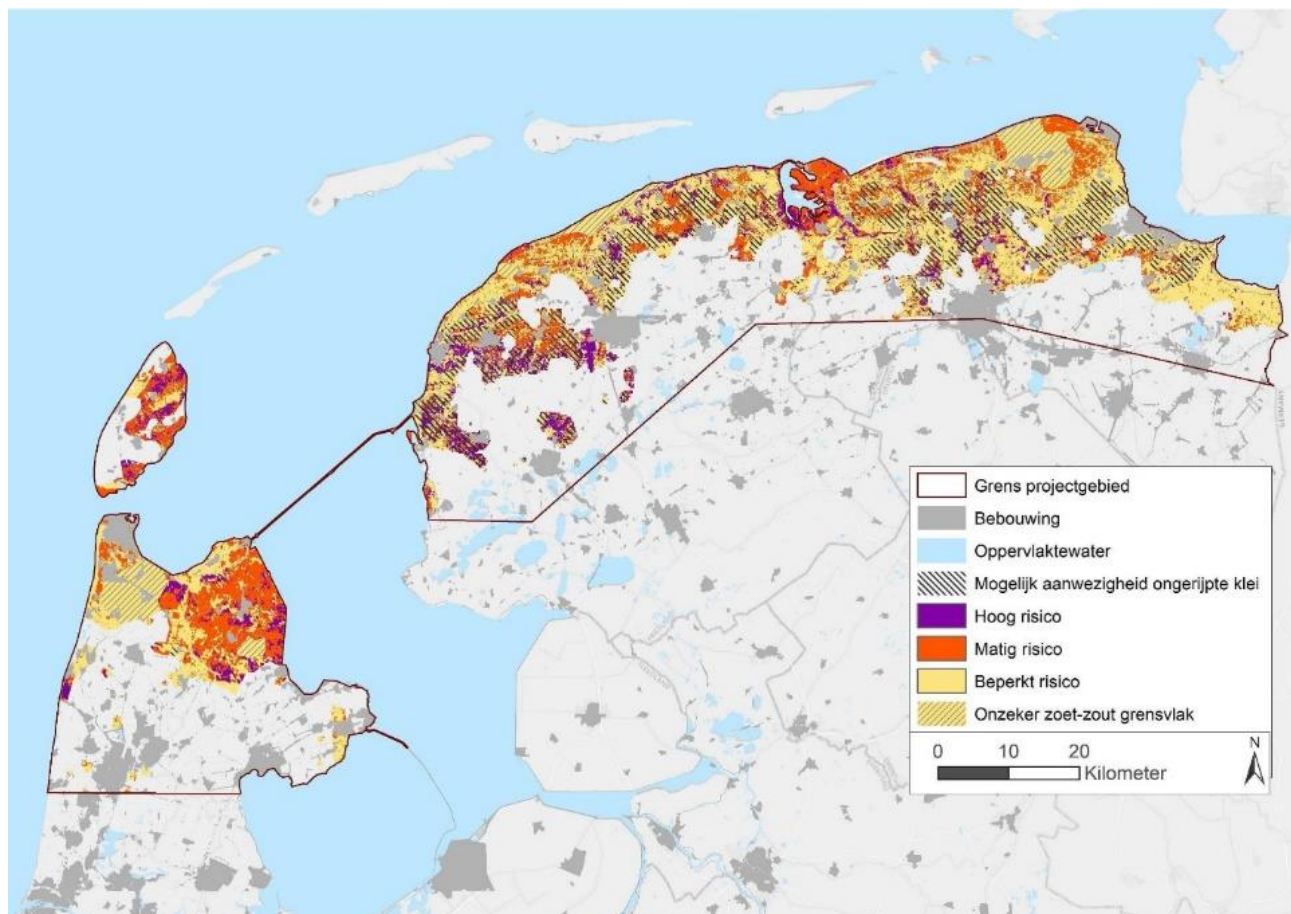 Grens projectgebied
Bebouwing
Oppervlaktewater
Mogelijk aanwezigheid ongerijpte klei
Hoog risico
Matig risico
Beperkt risico
Onzeker zoet-zout grensvlak
0 10 20
Kilometer
N